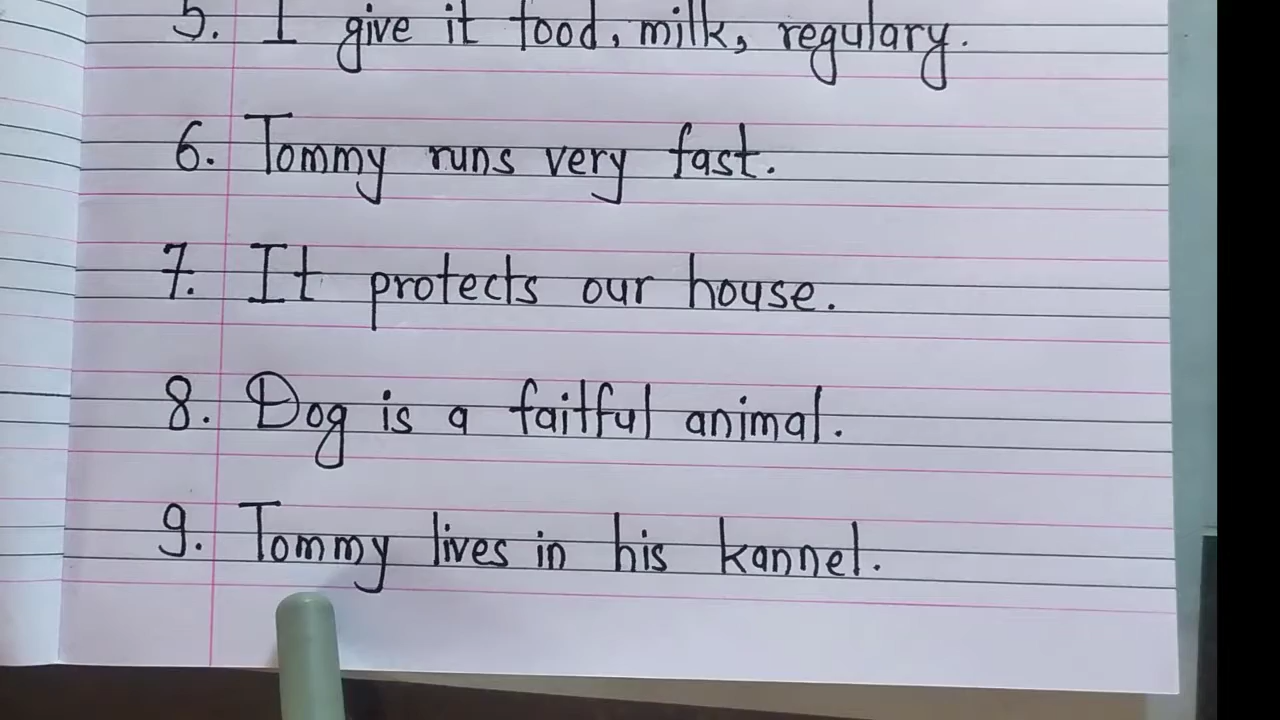 5. I give it food, milk, regulary.
6. Tommy runs very fast.
7. It protects our house.
8. Dog is a faitful animal.
9. Tommy lives in his kannel.